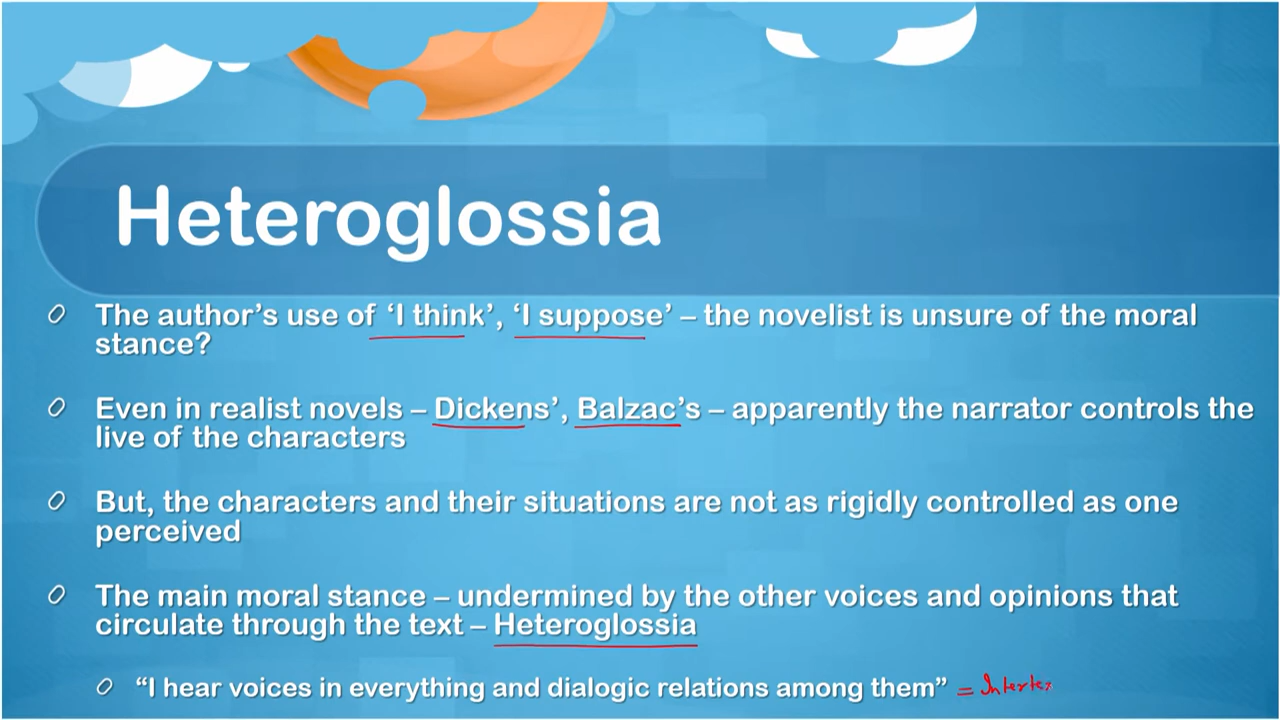 Heteroglossia
The author's use of 'I think', 'I suppose' – the novelist is unsure of the moral
stance?
Even in realist novels – Dickens', Balzac's – apparently the narrator controls the
live of the characters
But, the characters and their situations are not as rigidly controlled as one
perceived
The main moral stance – undermined by the other voices and opinions that
circulate through the text – Heteroglossia
“I hear voices in everything and dialogic relations among them” = Intertex